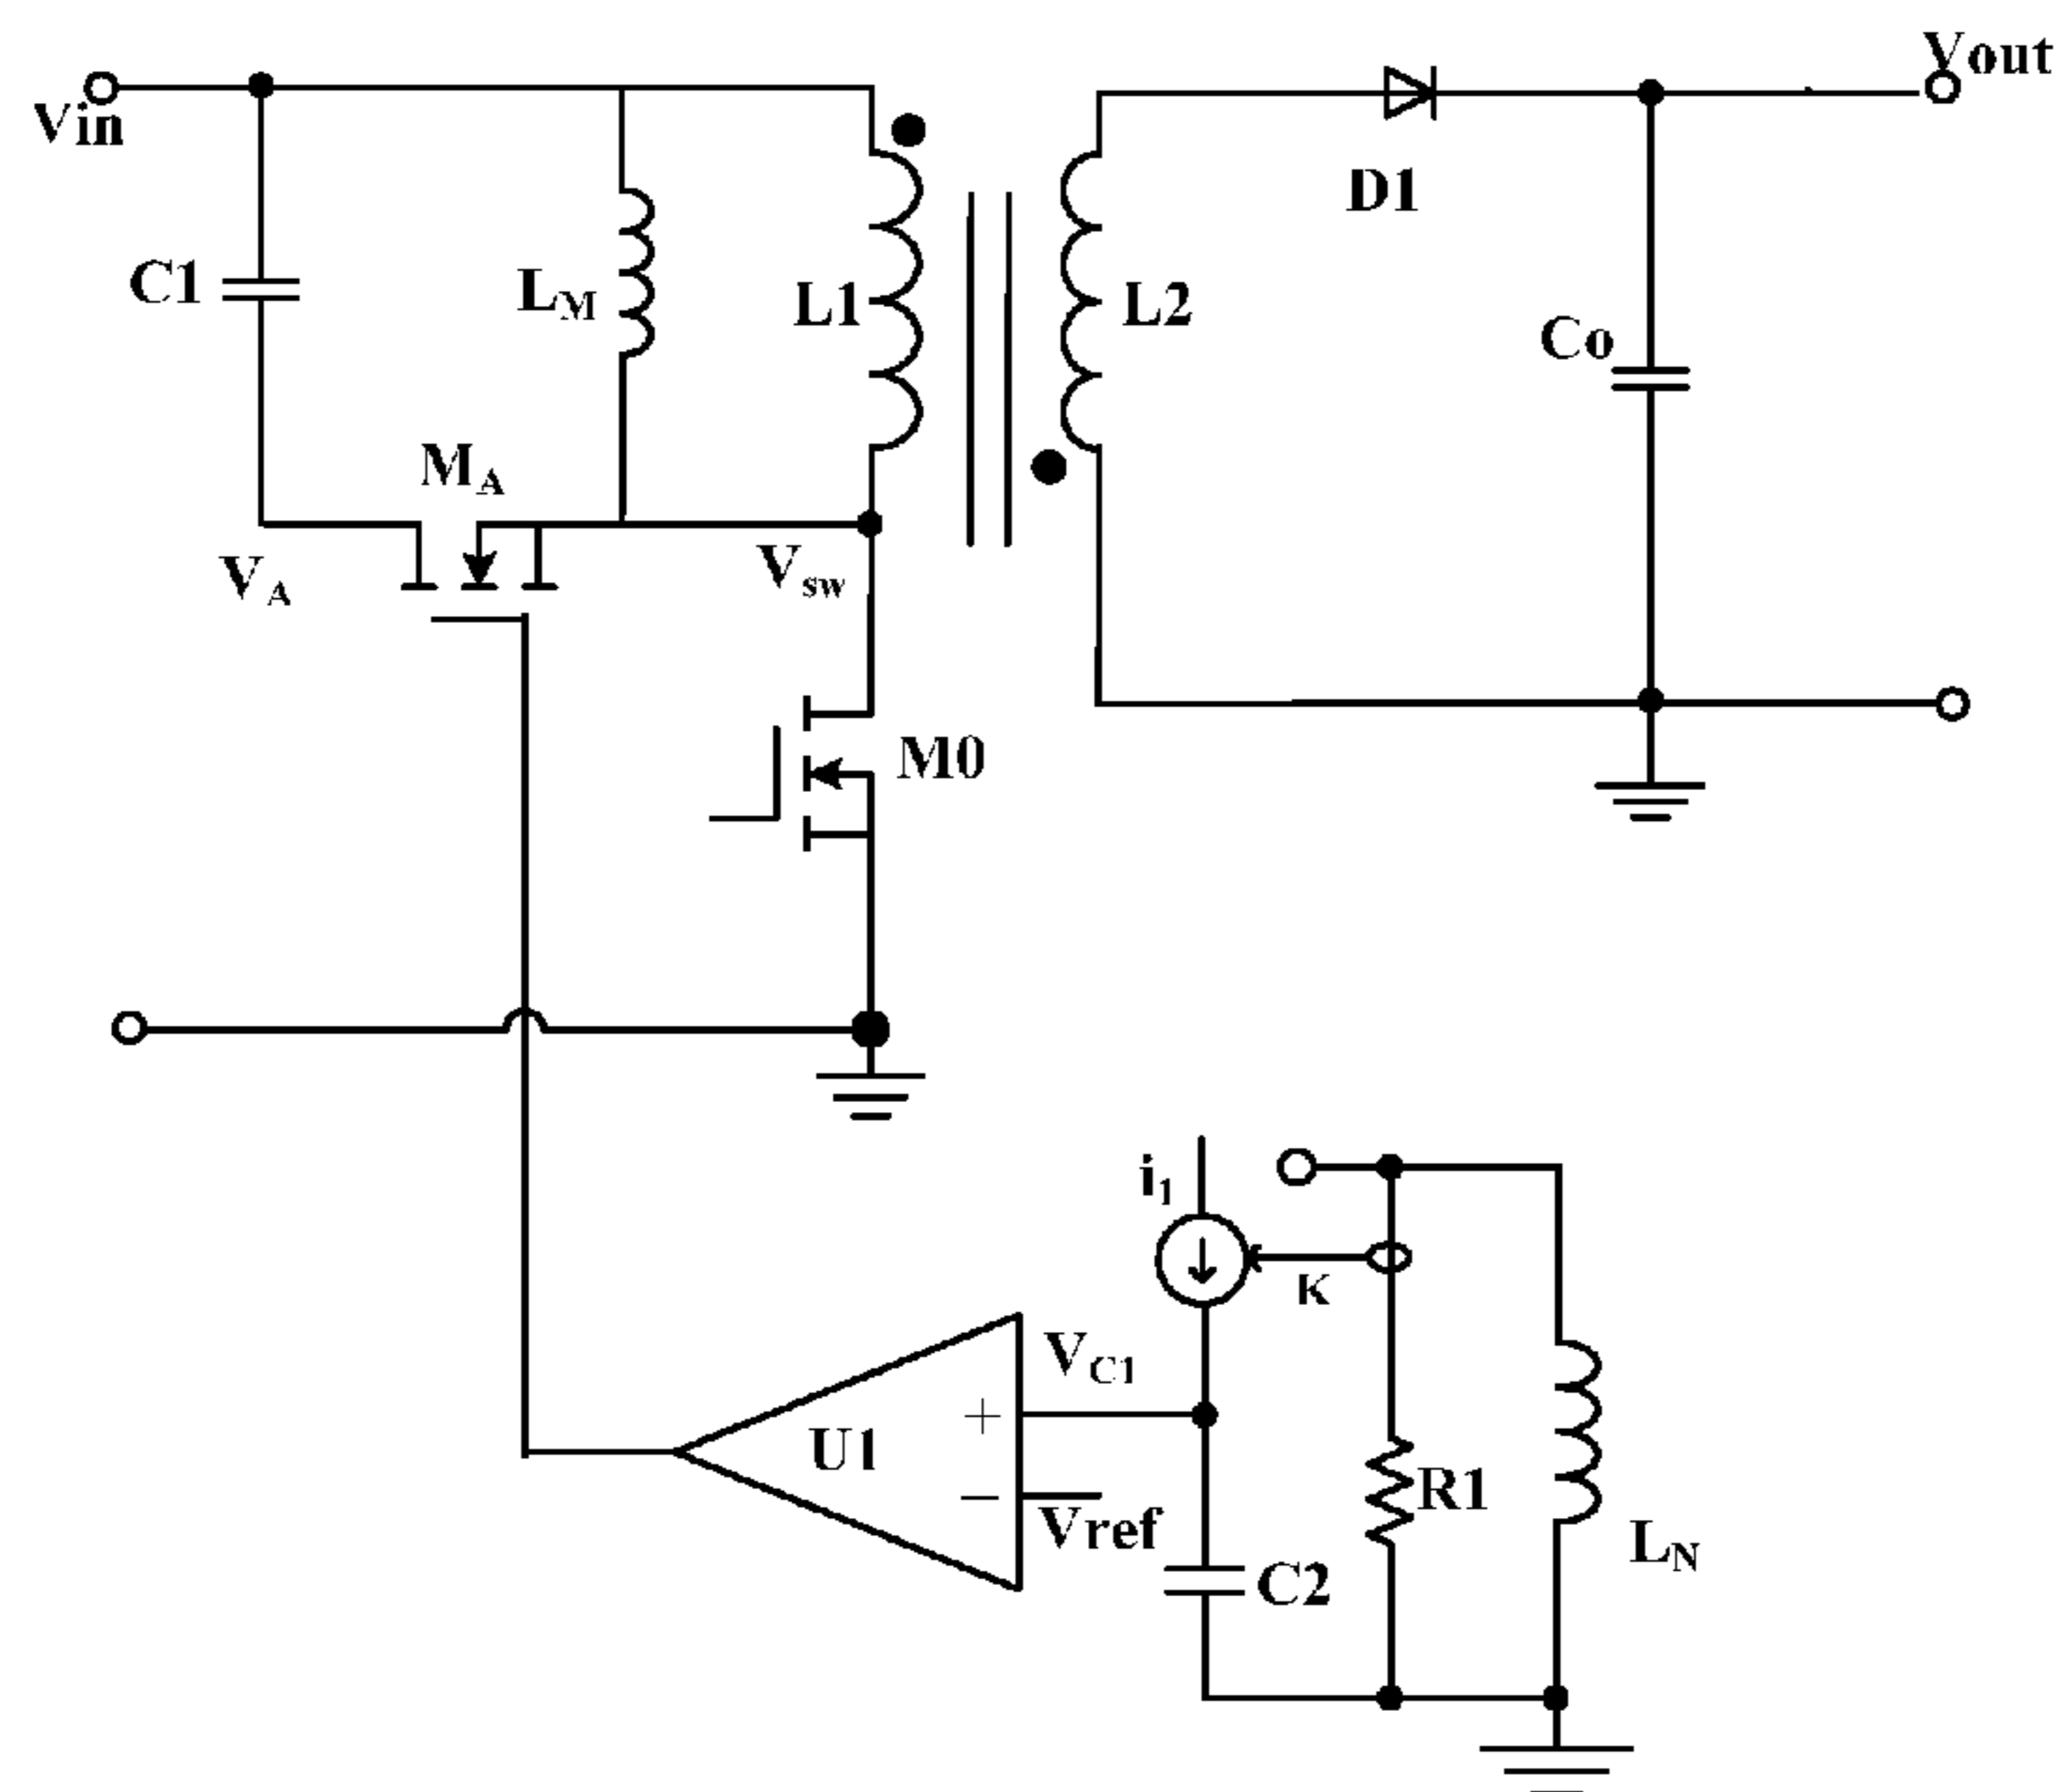 Vout
Vin
D1
C1
LM
L1
L2
Co
MA
VA
Vsw
M0
i1
K
VC1
+
U1
R1
−
Vref
LN
C2